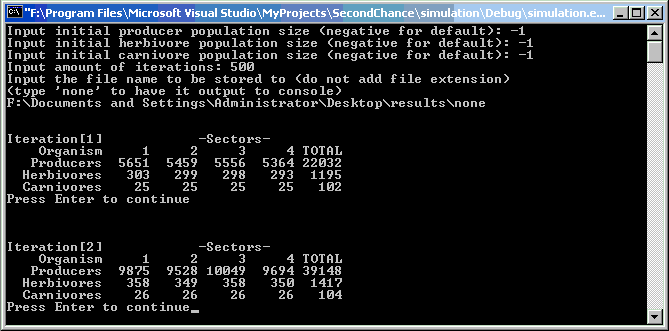 "F:\Program Files\Microsoft Visual Studio\MyProjects\SecondChance\simulation\Debug\simulation.e...
Input initial producer population size (negative for default): -1
Input initial herbivore population size (negative for default): -1
Input initial carnivore population size (negative for default): -1
Input amount of iterations: 500
Input the file name to be stored to (do not add file extension)
(type 'none' to have it output to console)
F:\Documents and Settings\Administrator\Desktop\results\none
Iteration[1] -Sectors-
Organism 1 2 3 4 TOTAL
Producers 5651 5459 5556 5364 22032
Herbivores 303 299 298 293 1195
Carnivores 25 25 25 25 102
Press Enter to continue
Iteration[2] -Sectors-
Organism 1 2 3 4 TOTAL
Producers 9875 9528 10049 9694 39148
Herbivores 358 349 358 350 1417
Carnivores 26 26 26 26 104
Press Enter to continue_